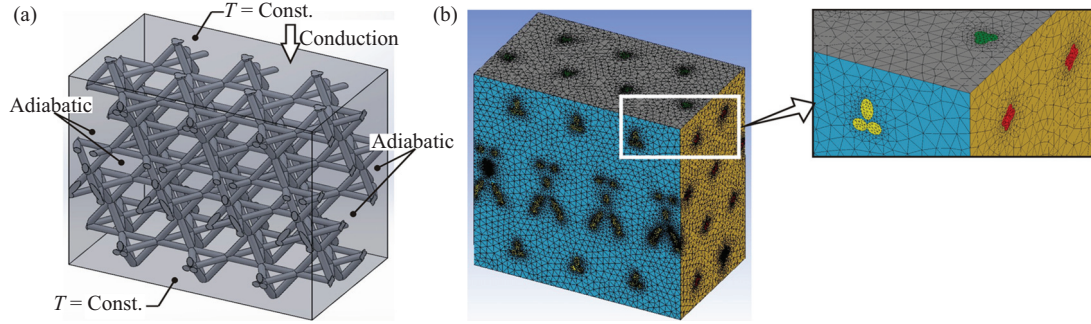 (a)
T = Const.
Conduction
Adiabatic
Adiabatic
T = Const.
(b)